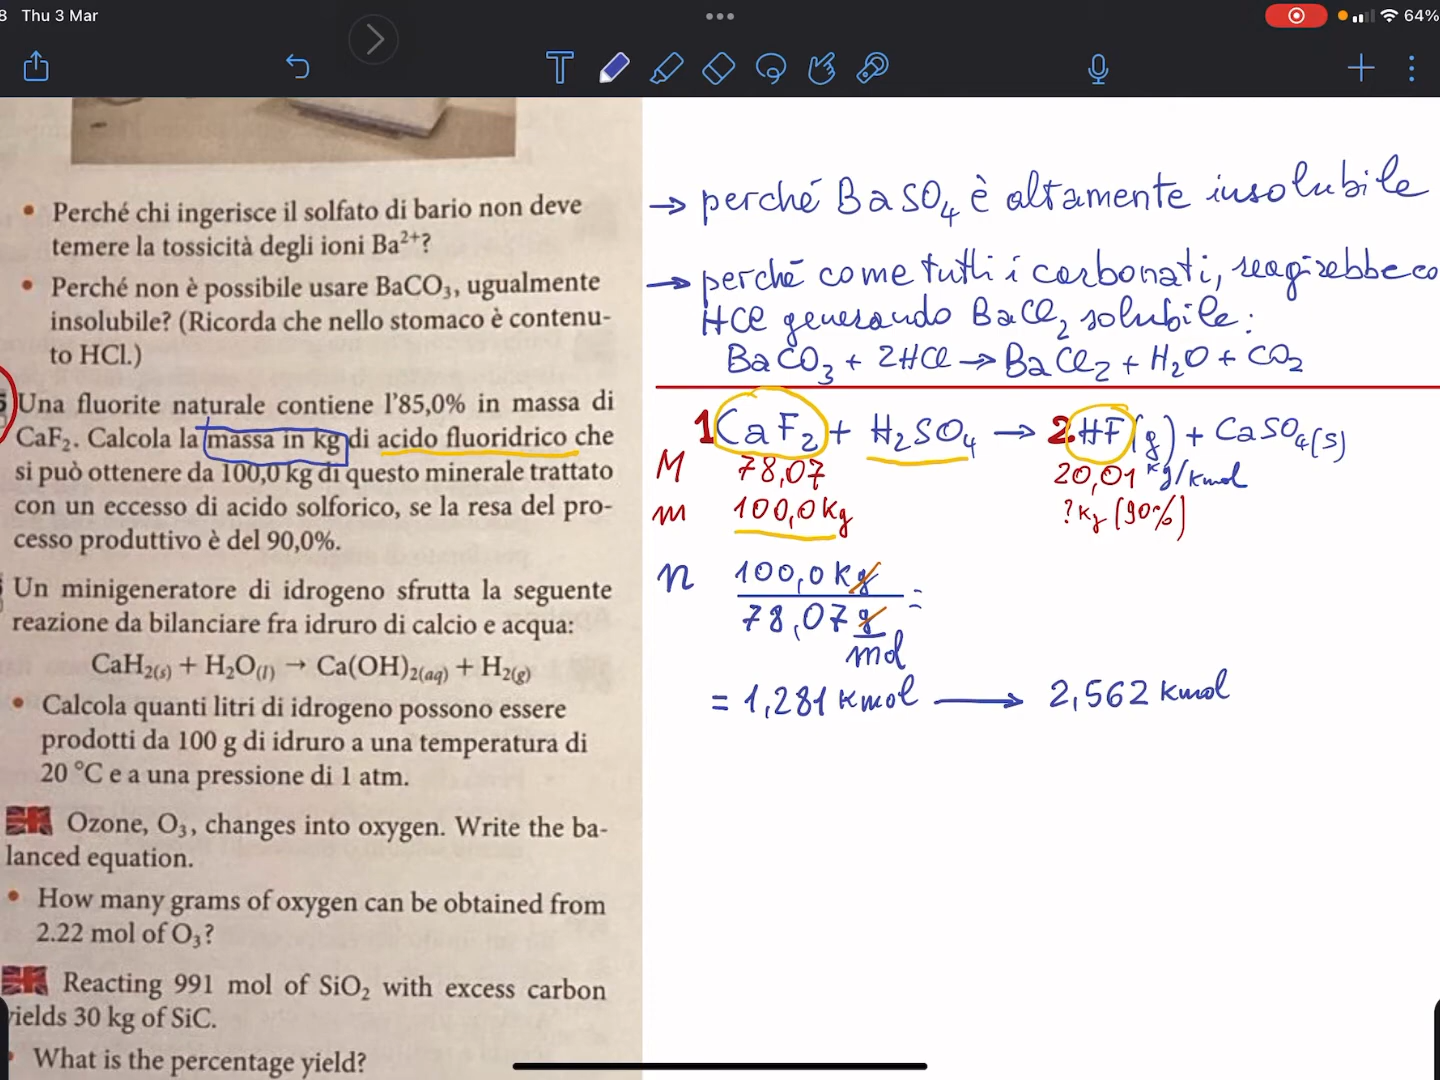 8 Thu 3 Mar
64%
• Perché chi ingerisce il solfato di bario non deve
temere la tossicità degli ioni Ba²⁺?
• Perché non è possibile usare BaCO₃, ugualmente
insolubile? (Ricorda che nello stomaco è contenu-
to HCl.)
Una fluorite naturale contiene l'85,0% in massa di
CaF₂. Calcola la massa in kg di acido fluoridrico che
si può ottenere da 100,0 kg di questo minerale trattato
con un eccesso di acido solforico, se la resa del pro-
cesso produttivo è del 90,0%.
Un minigeneratore di idrogeno sfrutta la seguente
reazione da bilanciare fra idruro di calcio e acqua:
CaH₂(s) + H₂O(l) → Ca(OH)₂(aq) + H₂(g)
• Calcola quanti litri di idrogeno possono essere
prodotti da 100 g di idruro a una temperatura di
20 °C e a una pressione di 1 atm.
Ozone, O₃, changes into oxygen. Write the ba-
lanced equation.
• How many grams of oxygen can be obtained from
2.22 mol of O₃?
Reacting 991 mol of SiO₂ with excess carbon
yields 30 kg of SiC.
• What is the percentage yield?
→ perché BaSO₄ è altamente insolubile
→ perché come tutti i carbonati, reagirebbe co
HCl generando BaCl₂ solubile:
BaCO₃ + 2HCl → BaCl₂ + H₂O + CO₂
1 CaF₂ + H₂SO₄ → 2 HF(g) + CaSO₄(s)
M 78,07 20,01 kg/kmol
m 100,0 kg ? kg (90%)
n 100,0 kg
78,07 g =
mol
= 1,281 kmol → 2,562 kmol